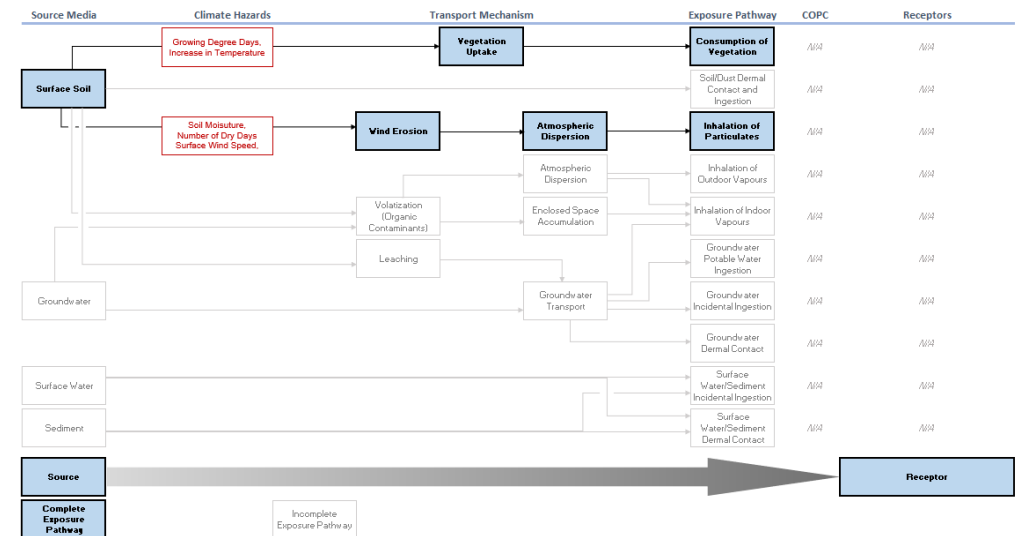 Source Media Climate Hazards Transport Mechanism Exposure Pathway COPC Receptors
Growing Degree Days,
Increase in Temperature
Vegetation
Uptake
Consumption of
Vegetation
N/A N/A
Surface Soil
Soil/Dust Dermal
Contact and
Ingestion
N/A N/A
Soil Moisuture,
Number of Dry Days
Surface Wind Speed,
Wind Erosion
Atmospheric
Dispersion
Inhalation of
Particulates
N/A N/A
Atmospheric
Dispersion
Inhalation of
Outdoor Vapours
N/A N/A
Volatization
(Organic
Contaminants)
Enclosed Space
Accumulation
Inhalation of Indoor
Vapours
N/A N/A
Leaching
Groundwater
Potable Water
Ingestion
N/A N/A
Groundwater
Groundwater
Transport
Groundwater
Incidental Ingestion
N/A N/A
Groundwater
Dermal Contact
N/A N/A
Surface Water
Surface
Water/Sediment
Incidental Ingestion
N/A N/A
Sediment
Surface
Water/Sediment
Dermal Contact
N/A N/A
Source
Receptor
Complete
Exposure
Pathway
Incomplete
Exposure Pathway